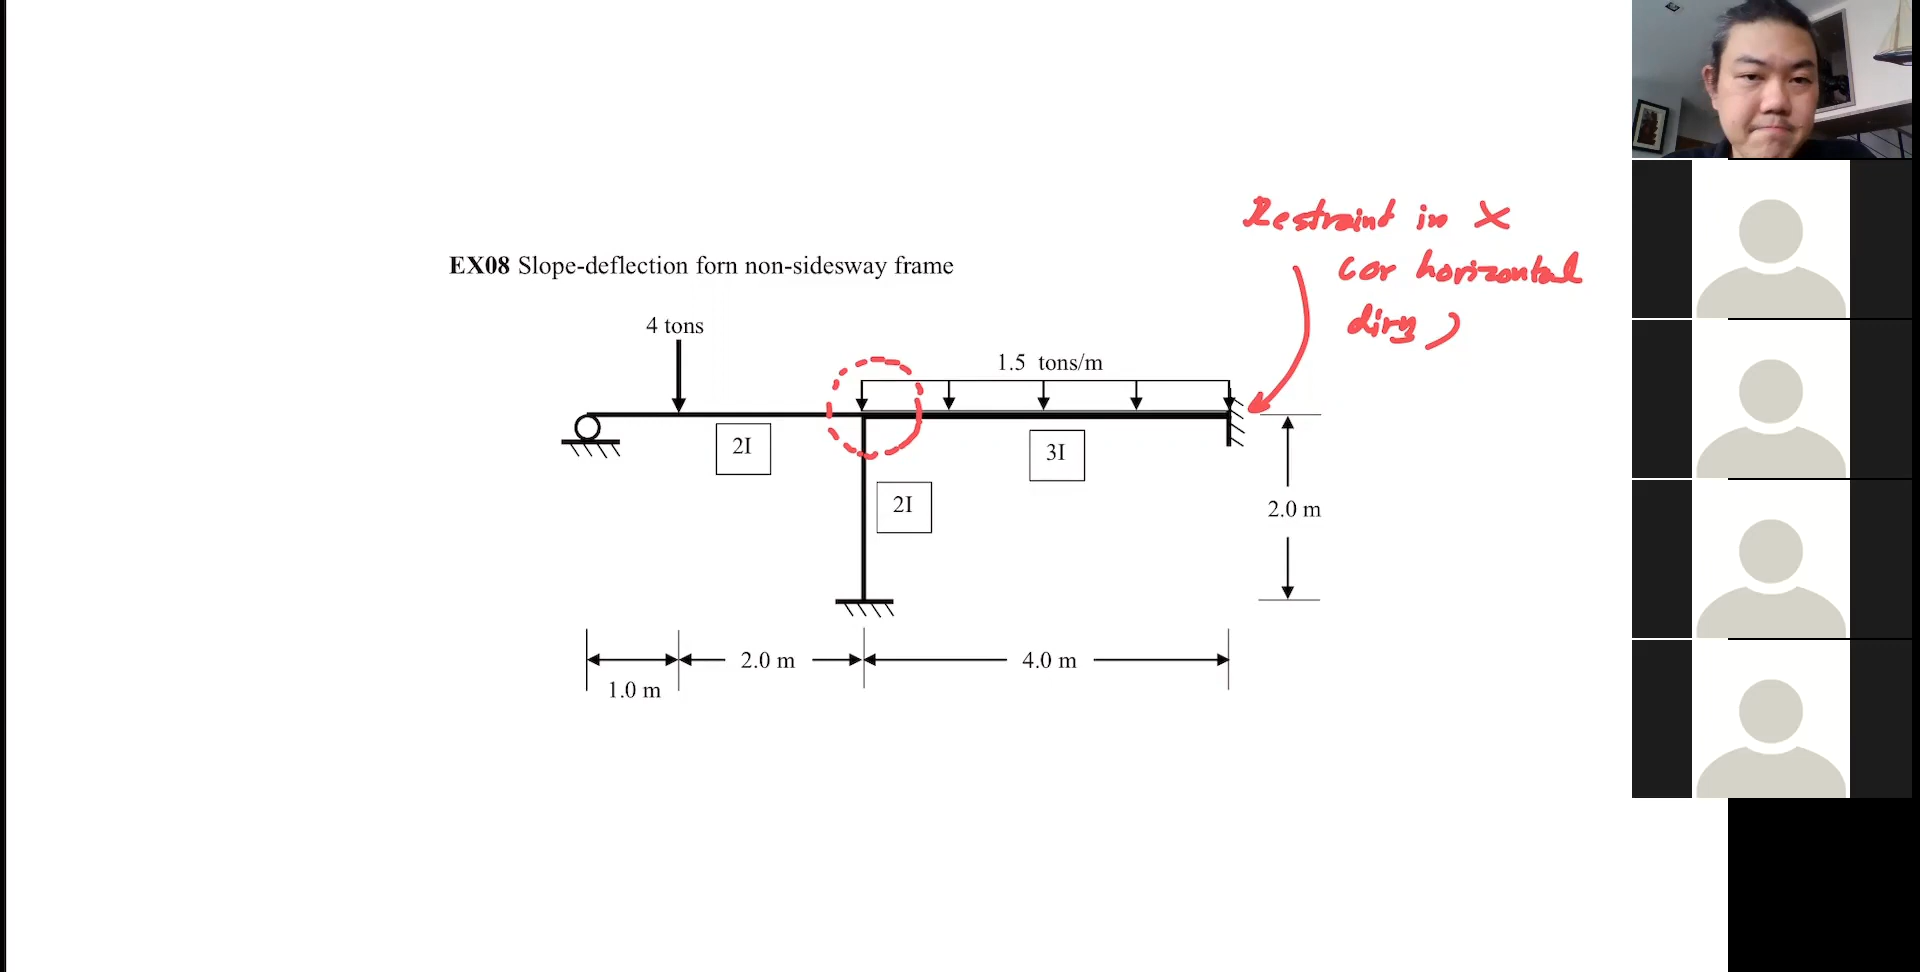 Restraint in X
(or horizontal
dirn)
EX08 Slope-deflection forn non-sidesway frame
4 tons
1.5 tons/m
2I
3I
2I
2.0 m
2.0 m
4.0 m
1.0 m